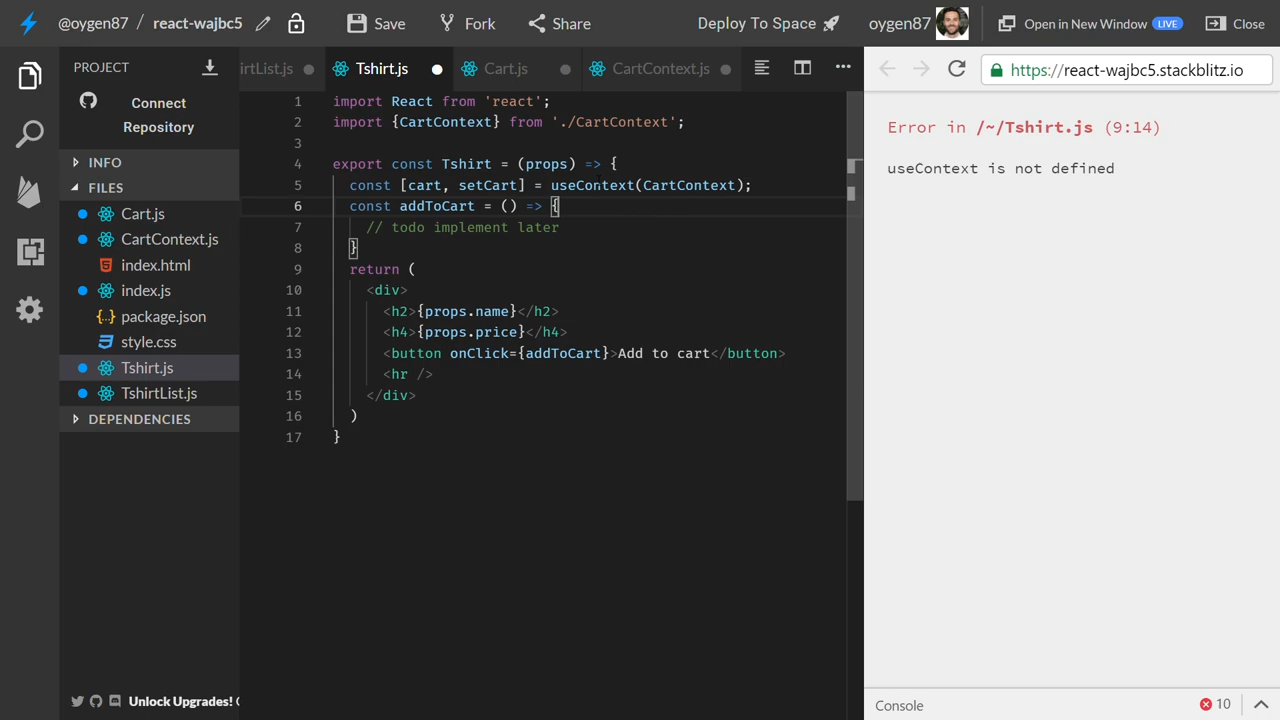 @oygen87 / react-wajbc5 Save Fork Share Deploy To Space oygen87 Open in New Window LIVE Close
PROJECT
Connect
Repository
INFO
FILES
Cart.js
CartContext.js
index.html
index.js
{..} package.json
style.css
Tshirt.js
TshirtList.js
DEPENDENCIES
Unlock Upgrades!
irtList.js Tshirt.js Cart.js CartContext.js
1 import React from 'react';
2 import {CartContext} from './CartContext';
3
4 export const Tshirt = (props) => {
5 const [cart, setCart] = useContext(CartContext);
6 const addToCart = () => {
7 // todo implement later
8 }
9 return (
10 <div>
11 <h2>{props.name}</h2>
12 <h4>{props.price}</h4>
13 <button onClick={addToCart}>Add to cart</button>
14 <hr />
15 </div>
16 )
17 }
https://react-wajbc5.stackblitz.io
Error in /~/Tshirt.js (9:14)
useContext is not defined
Console 10